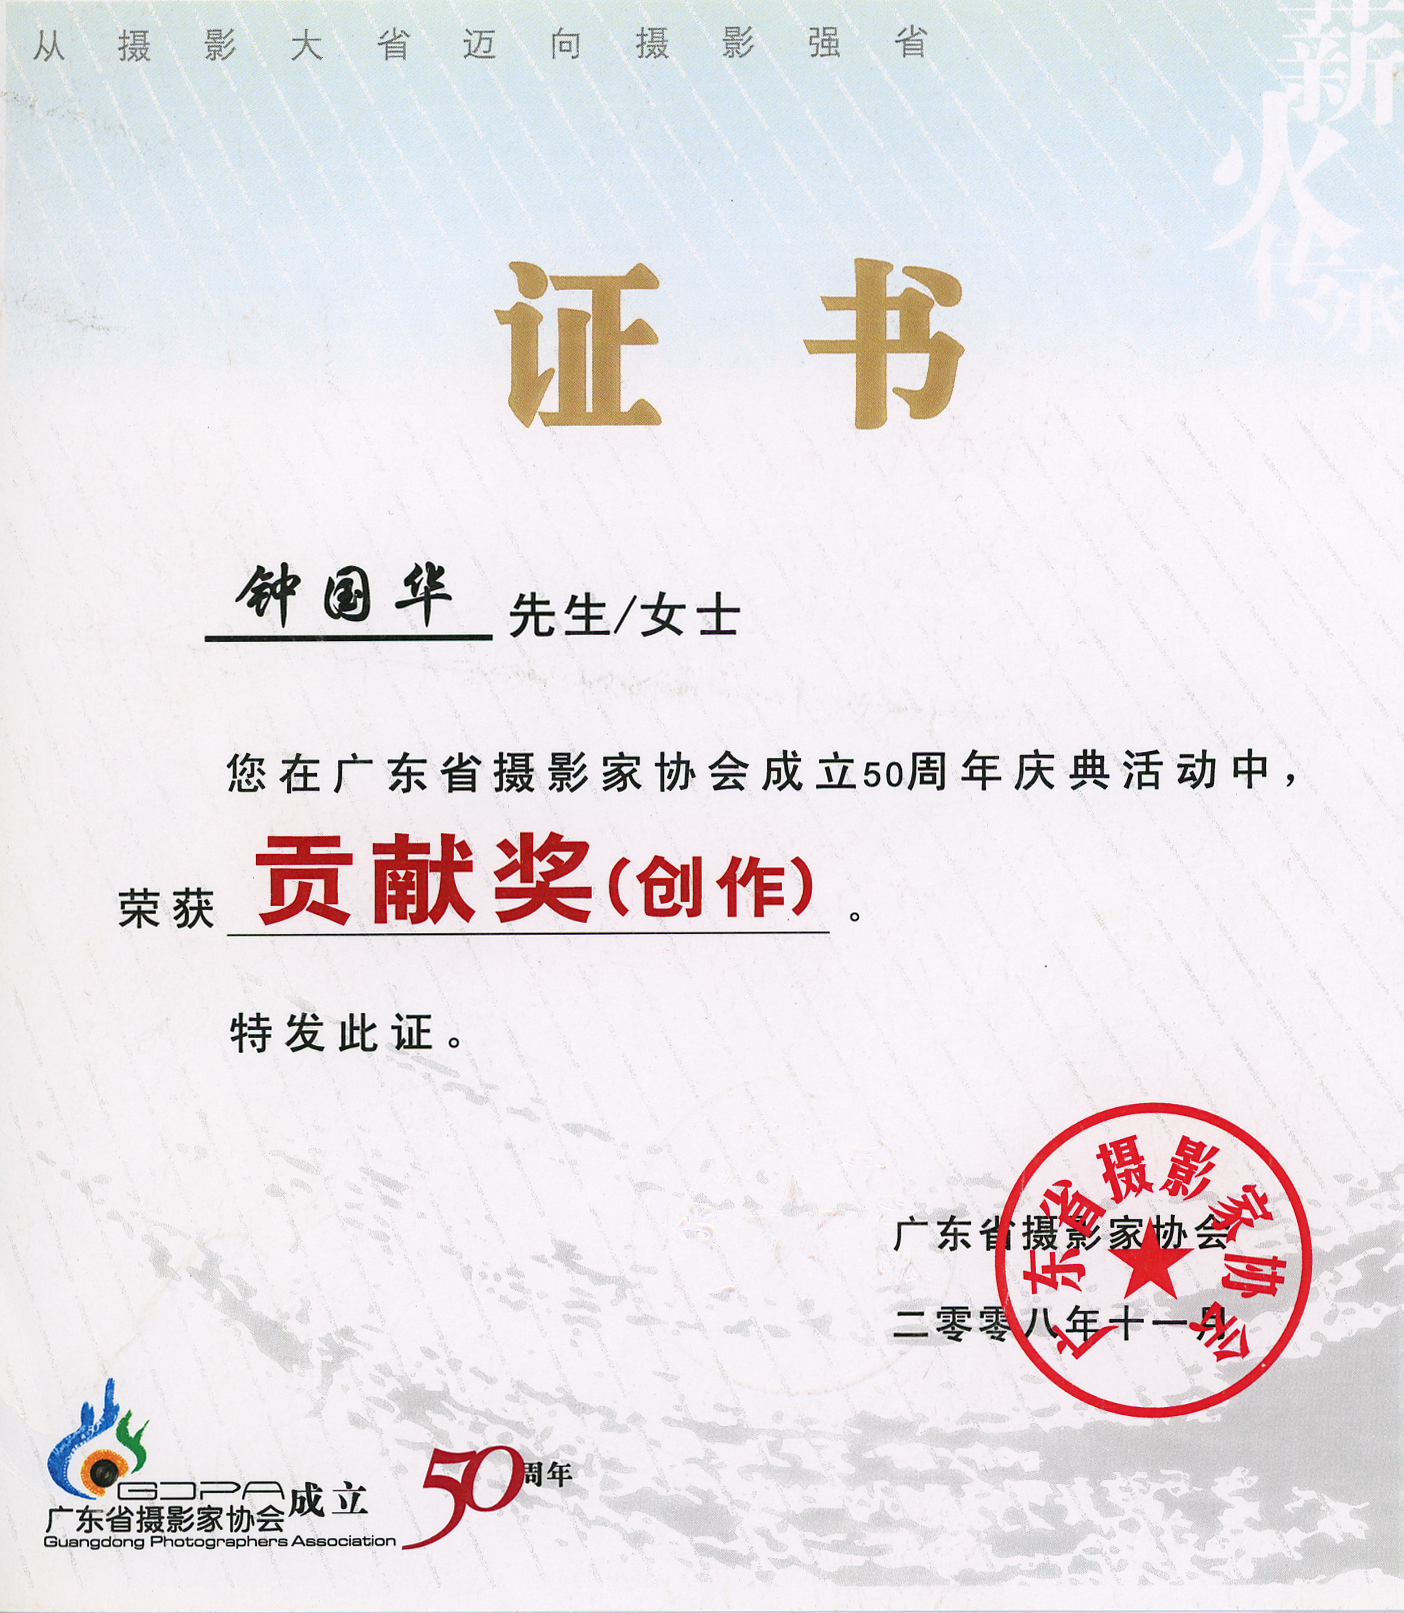 从摄影大省迈向摄影强省
薪火传承
证书
钟国华 先生/女士
您在广东省摄影家协会成立50周年庆典活动中，
荣获 贡献奖(创作) 。
特发此证。
广东省摄影家协会
二零零八年十一月
广东省摄影家协会
GDPA
广东省摄影家协会成立50周年
Guangdong Photographers Association